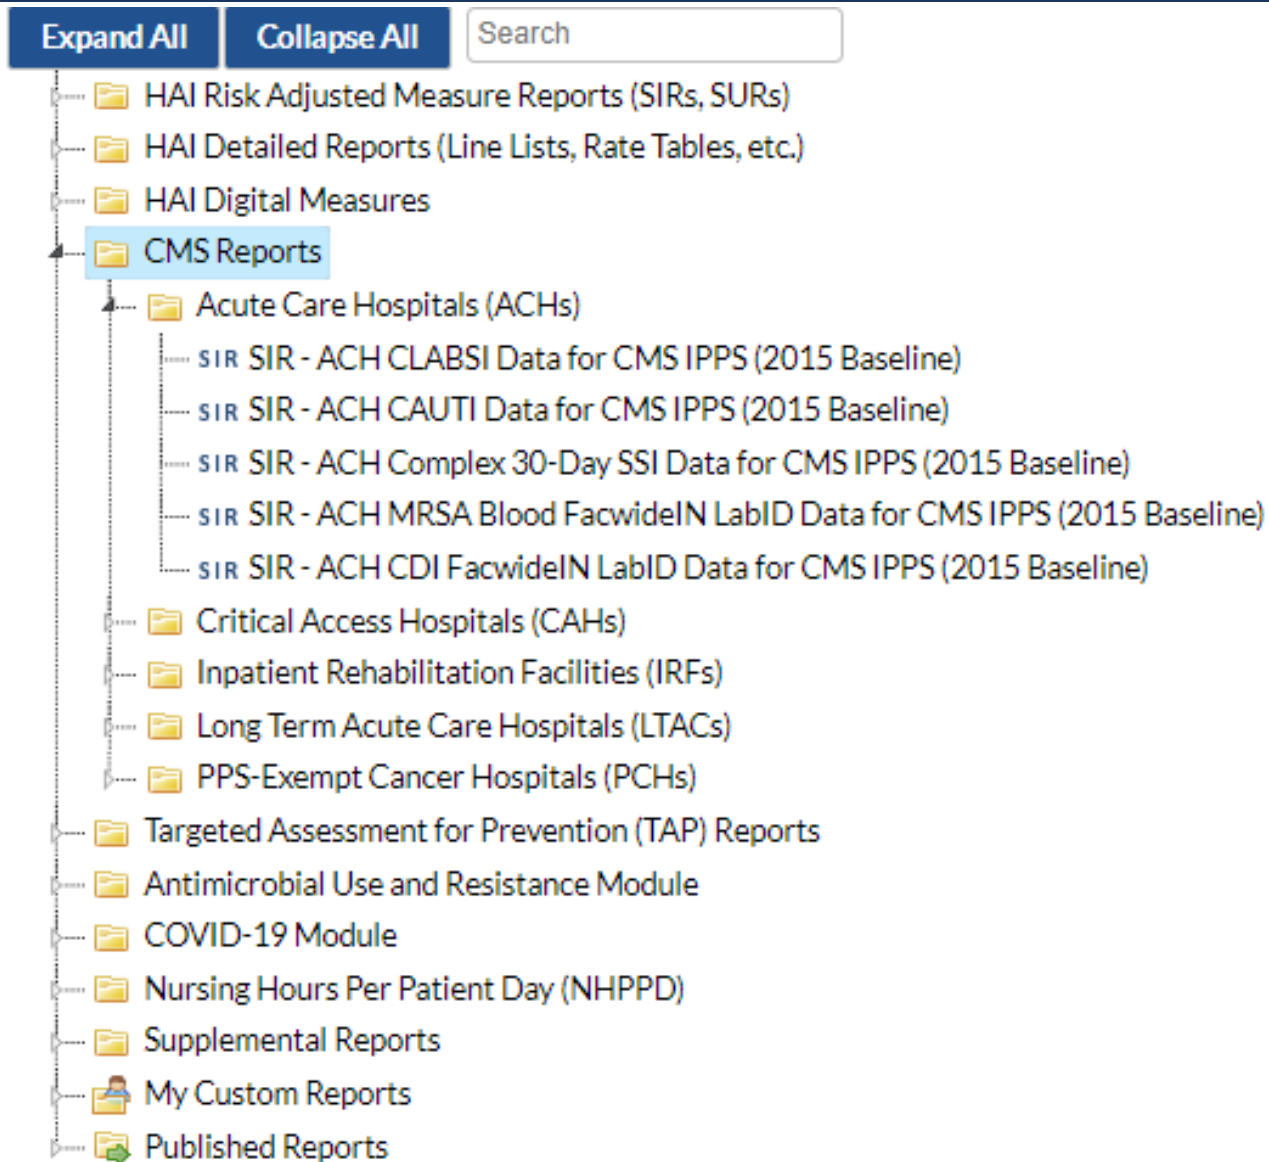 Expand All Collapse All Search
HAI Risk Adjusted Measure Reports (SIRs, SURs)
HAI Detailed Reports (Line Lists, Rate Tables, etc.)
HAI Digital Measures
CMS Reports
Acute Care Hospitals (ACHs)
SIR SIR - ACH CLABSI Data for CMS IPPS (2015 Baseline)
SIR SIR - ACH CAUTI Data for CMS IPPS (2015 Baseline)
SIR SIR - ACH Complex 30-Day SSI Data for CMS IPPS (2015 Baseline)
SIR SIR - ACH MRSA Blood FacwideIN LabID Data for CMS IPPS (2015 Baseline)
SIR SIR - ACH CDI FacwideIN LabID Data for CMS IPPS (2015 Baseline)
Critical Access Hospitals (CAHs)
Inpatient Rehabilitation Facilities (IRFs)
Long Term Acute Care Hospitals (LTACs)
PPS-Exempt Cancer Hospitals (PCHs)
Targeted Assessment for Prevention (TAP) Reports
Antimicrobial Use and Resistance Module
COVID-19 Module
Nursing Hours Per Patient Day (NHPPD)
Supplemental Reports
My Custom Reports
Published Reports